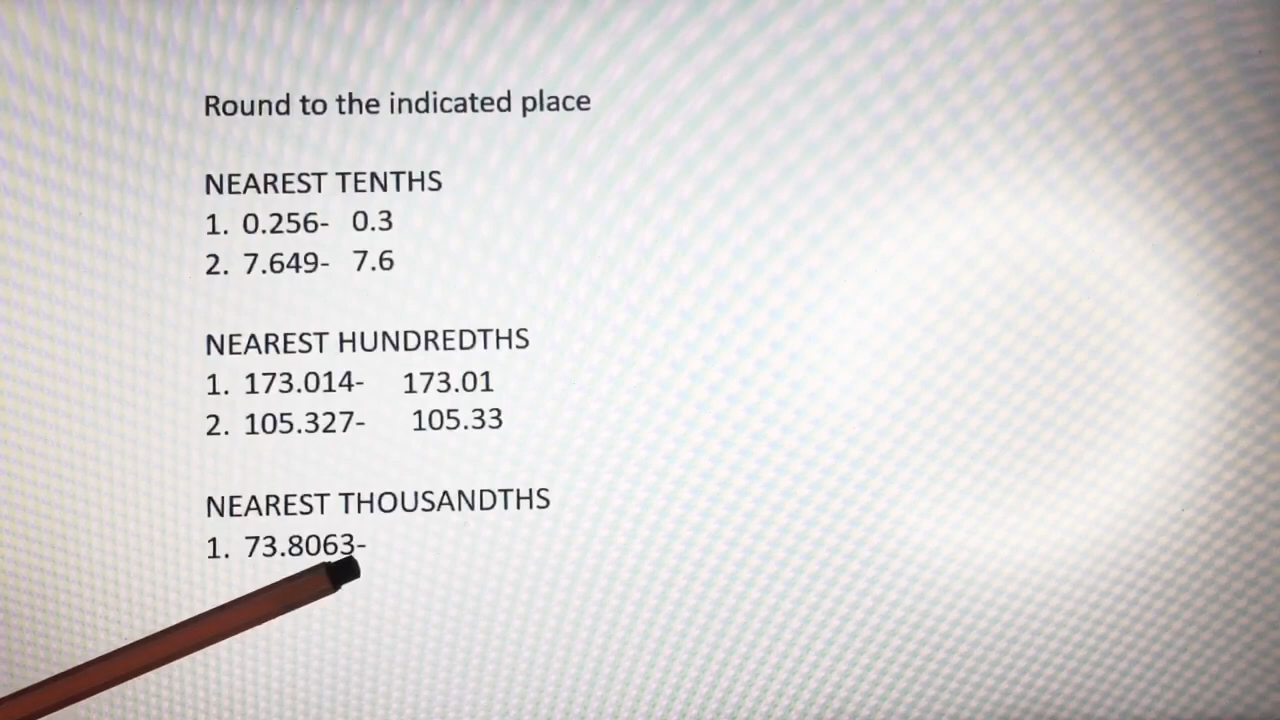 Round to the indicated place
NEAREST TENTHS
1. 0.256- 0.3
2. 7.649- 7.6
NEAREST HUNDREDTHS
1. 173.014- 173.01
2. 105.327- 105.33
NEAREST THOUSANDTHS
1. 73.8063-